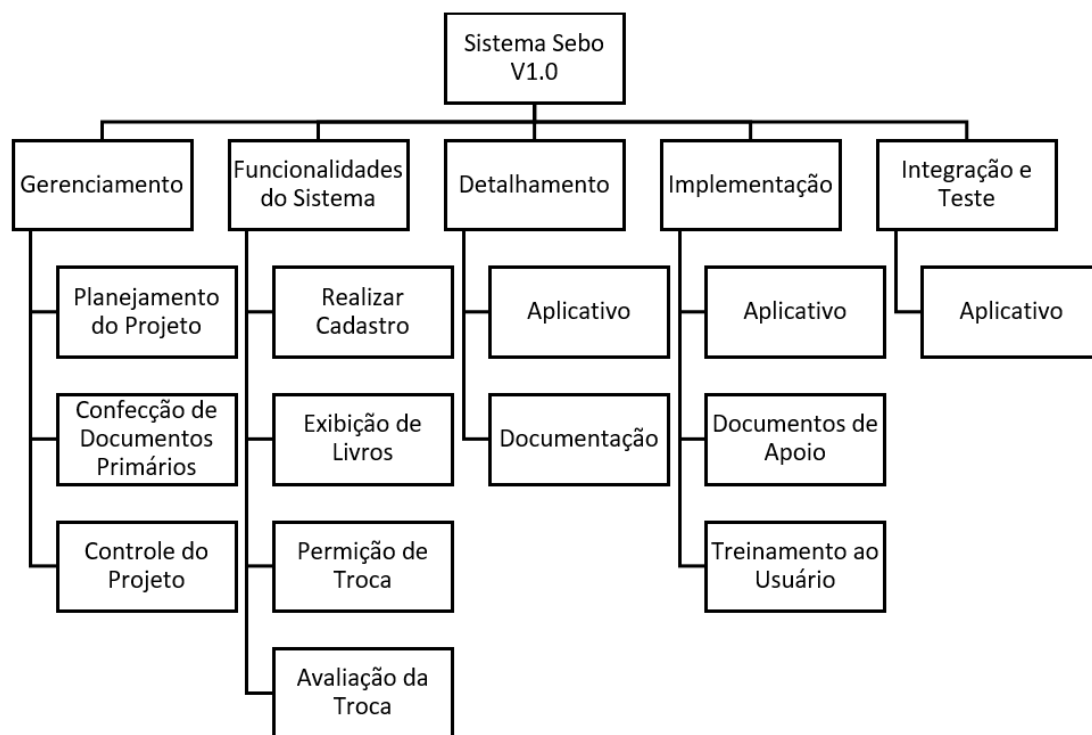 Sistema Sebo
V1.0
Gerenciamento
Funcionalidades
do Sistema
Detalhamento
Implementação
Integração e
Teste
Planejamento
do Projeto
Realizar
Cadastro
Aplicativo
Aplicativo
Aplicativo
Confecção de
Documentos
Primários
Exibição de
Livros
Documentação
Documentos de
Apoio
Controle do
Projeto
Permição de
Troca
Treinamento ao
Usuário
Avaliação da
Troca